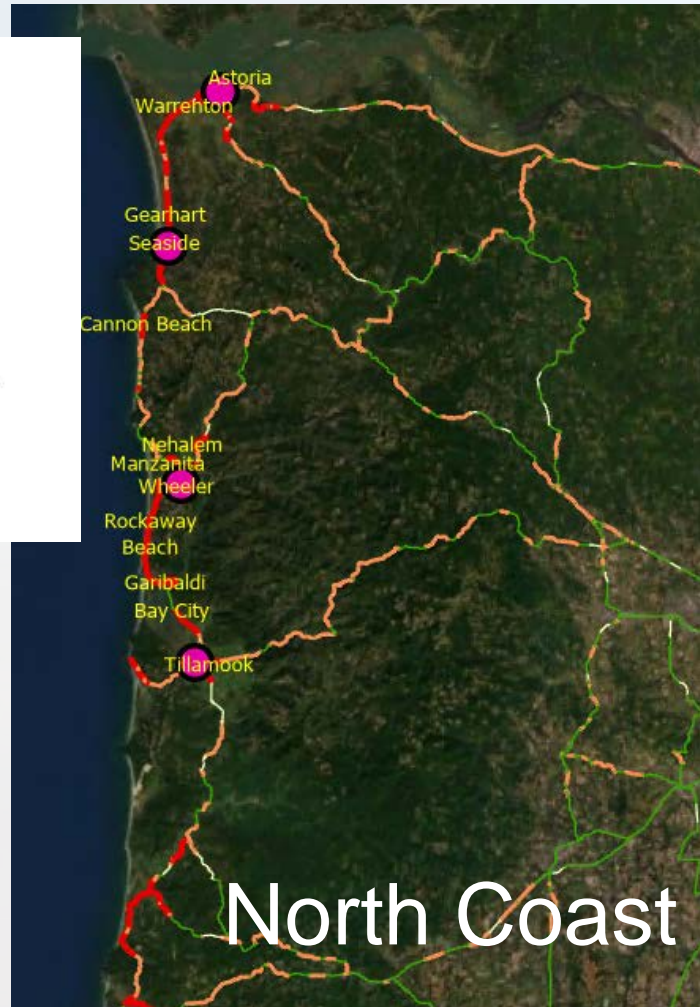 Astoria
Warrenton
Gearhart
Seaside
Cannon Beach
Nehalem
Manzanita
Wheeler
Rockaway
Beach
Garibaldi
Bay City
Tillamook
North Coast